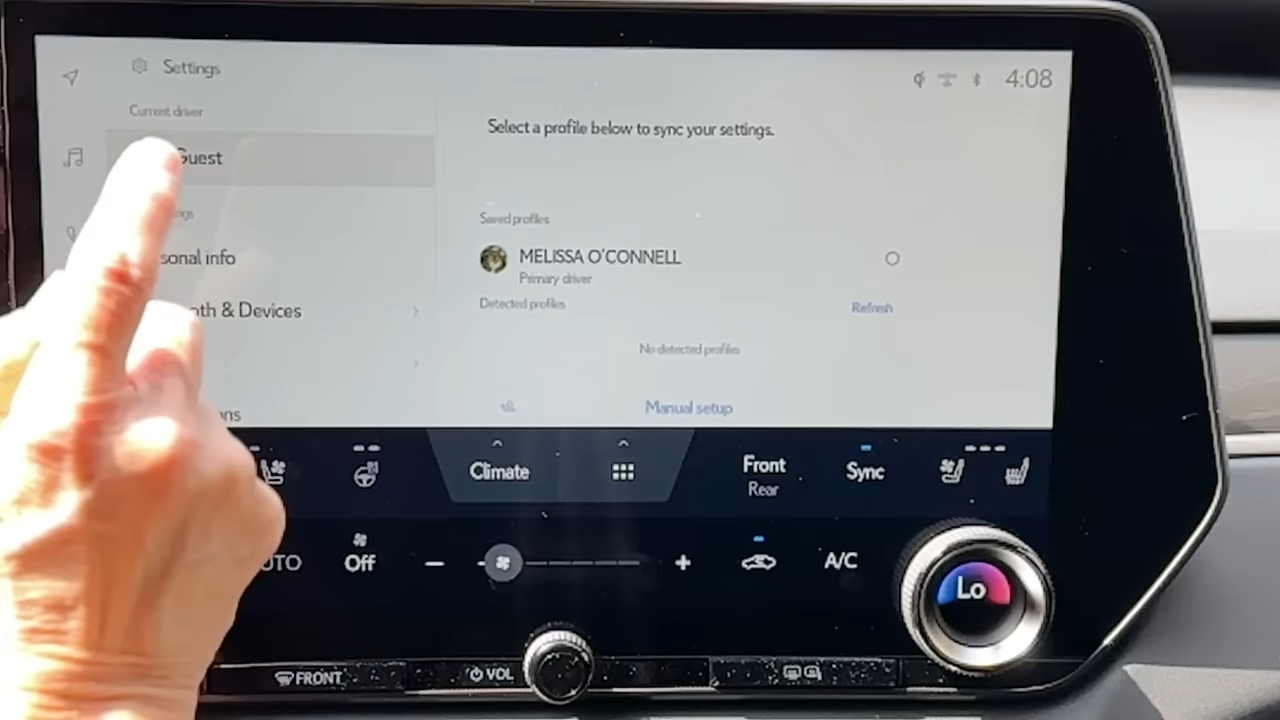 Settings
4:08
Current driver
Guest
Select a profile below to sync your settings.
Saved profiles
sonal info
MELISSA O'CONNELL
Primary driver
Detected profiles
Refresh
oth & Devices
No detected profiles
Manual setup
Climate
Front
Rear
Sync
UTO
Off
A/C
Lo
FRONT
VOL